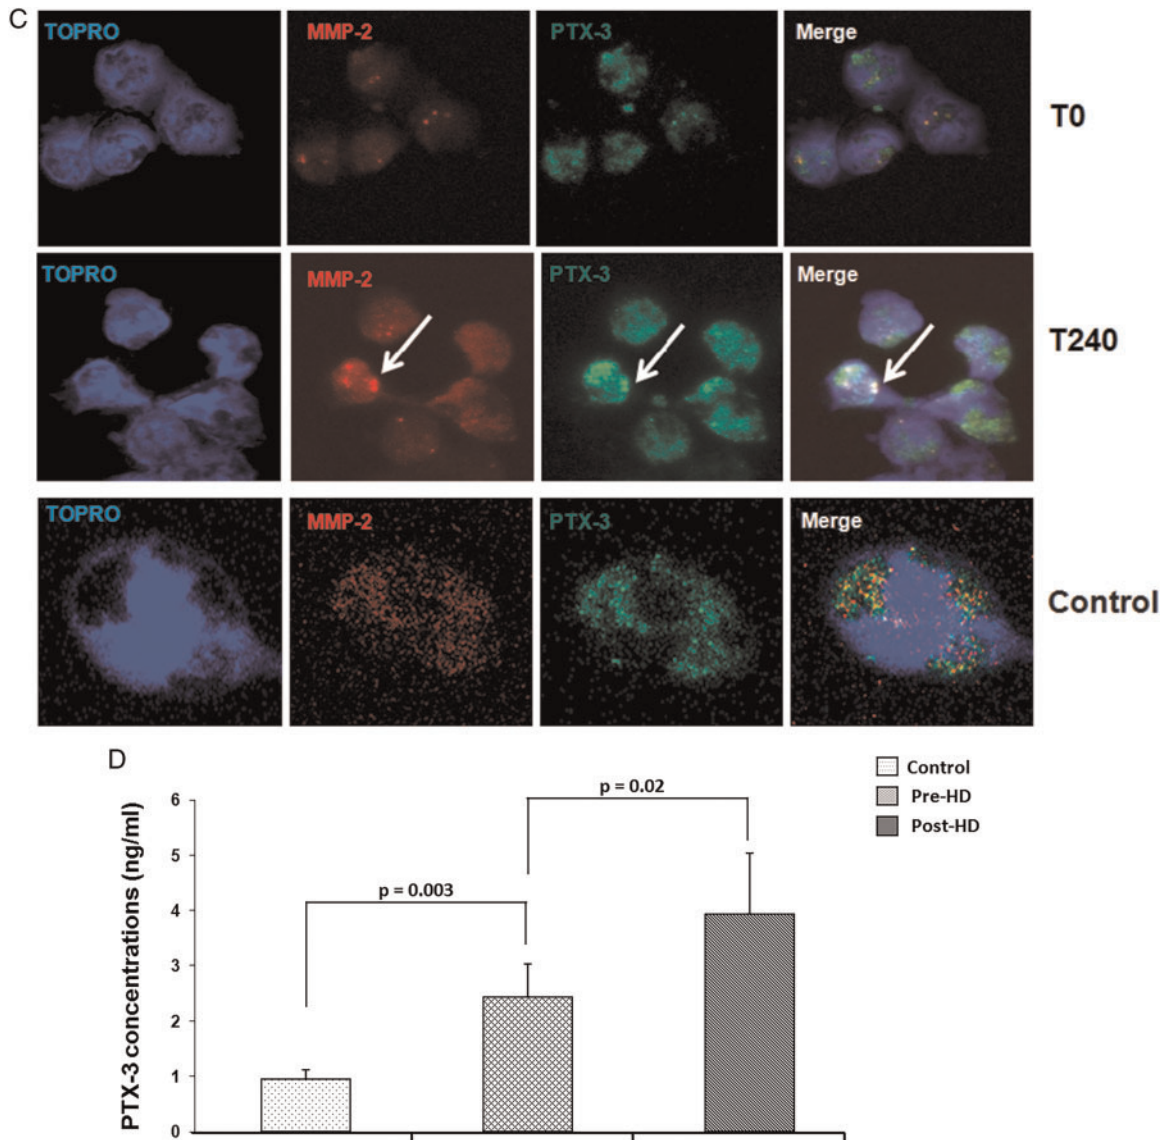 C
TOPRO MMP-2 PTX-3 Merge T0
TOPRO MMP-2 PTX-3 Merge T240
TOPRO MMP-2 PTX-3 Merge Control
D
Control
Pre-HD
Post-HD
p = 0.02
p = 0.003
PTX-3 concentrations (ng/ml)
6
5
4
3
2
1
0